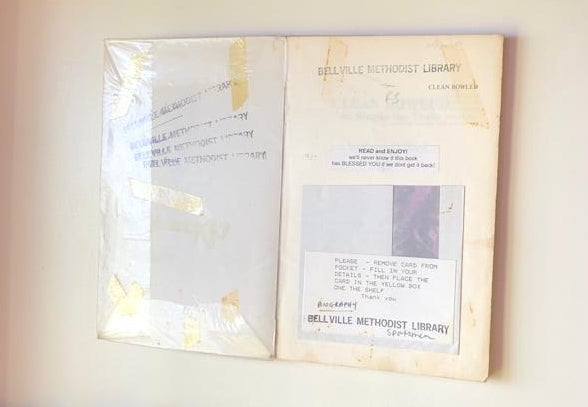 BELLVILLE METHODIST LIBRARY
BELLVILLE METHODIST LIBRARY
BELLVILLE METHODIST LIBRARY
BELLVILLE METHODIST LIBRARY
CLEAN BOWLED
READ and ENJOY!
we'll never know if this book
has BLESSED YOU if we dont get it back!
PLEASE - REMOVE CARD FROM
POCKET - FILL IN YOUR
DETAILS - THEN PLACE THE
CARD IN THE YELLOW BOX
ONE THE SHELF
Thank you
BIOGRAPHY
BELLVILLE METHODIST LIBRARY
Sportsmen